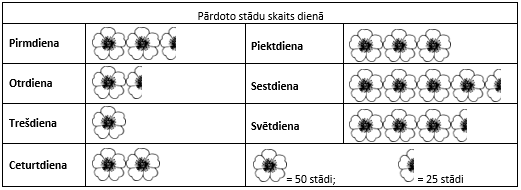 Pārdoto stādu skaits dienā
Pirmdiena
Piektdiena
Otrdiena
Sestdiena
Trešdiena
Svētdiena
Ceturtdiena
= 50 stādi;
= 25 stādi